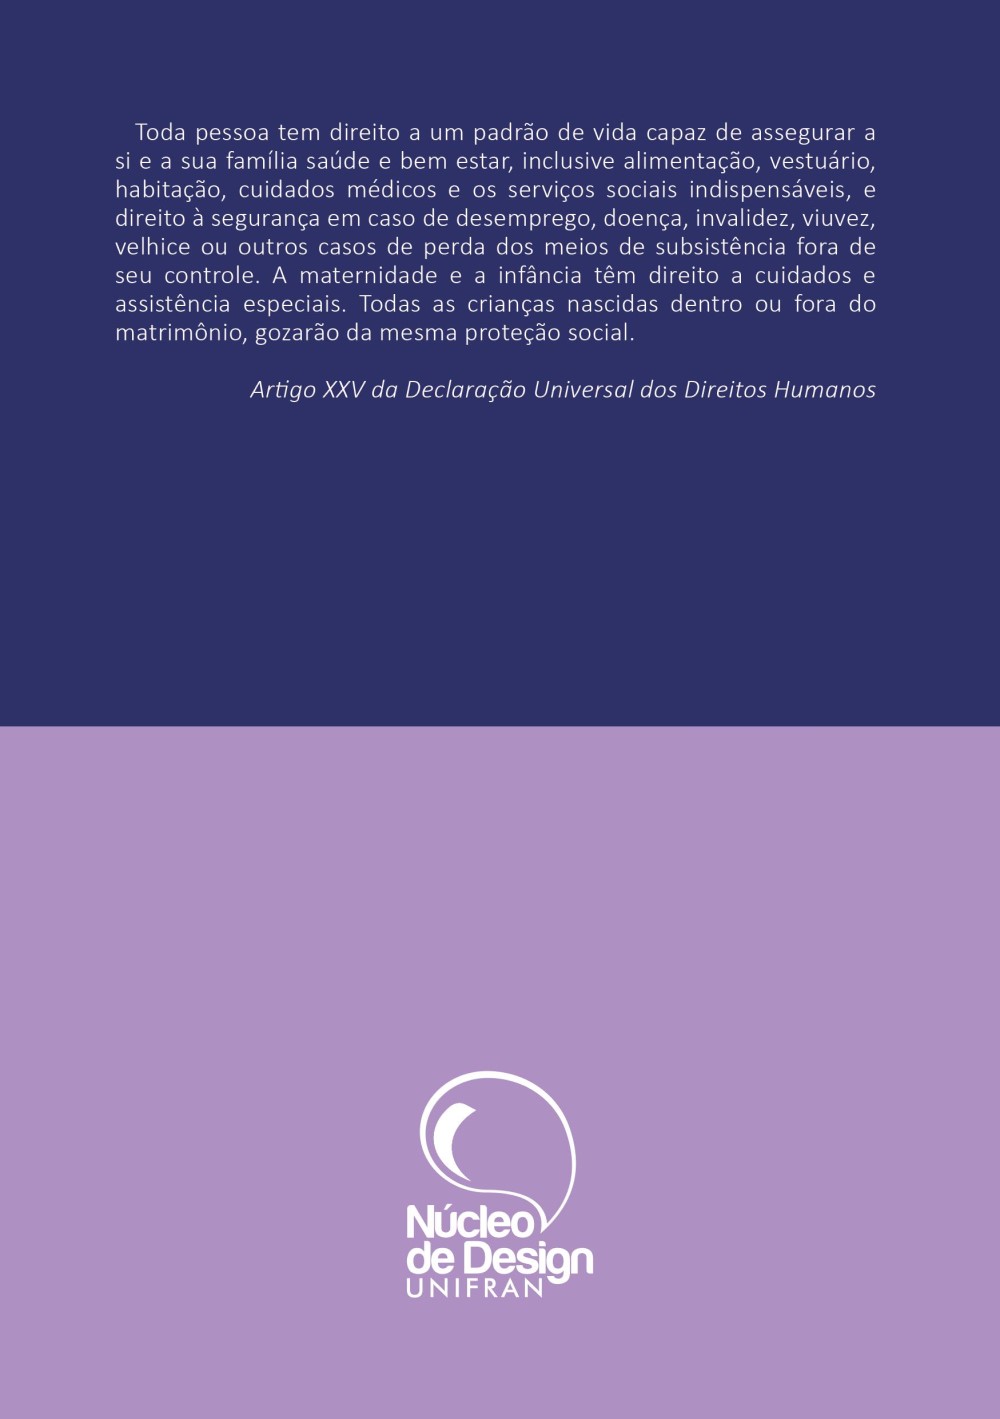 Toda pessoa tem direito a um padrão de vida capaz de assegurar a
si e a sua família saúde e bem estar, inclusive alimentação, vestuário,
habitação, cuidados médicos e os serviços sociais indispensáveis, e
direito à segurança em caso de desemprego, doença, invalidez, viuvez,
velhice ou outros casos de perda dos meios de subsistência fora de
seu controle. A maternidade e a infância têm direito a cuidados e
assistência especiais. Todas as crianças nascidas dentro ou fora do
matrimônio, gozarão da mesma proteção social.
Artigo XXV da Declaração Universal dos Direitos Humanos
Núcleo
de Design
UNIFRAN